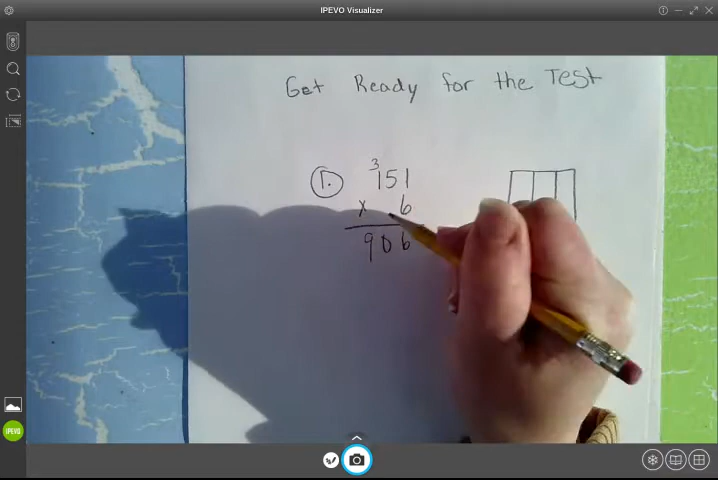 IPEVO Visualizer
Get Ready for the Test
1.
3
151
x 6
906
IPEVO